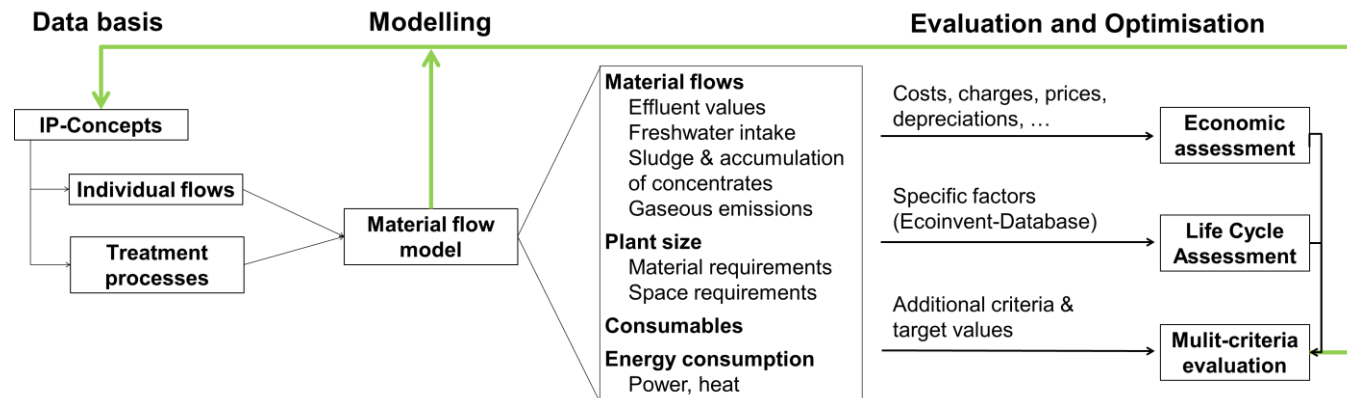 Data basis
Modelling
Evaluation and Optimisation
IP-Concepts
Individual flows
Treatment
processes
Material flow
model
Material flows
Effluent values
Freshwater intake
Sludge & accumulation
of concentrates
Gaseous emissions
Plant size
Material requirements
Space requirements
Consumables
Energy consumption
Power, heat
Costs, charges, prices,
depreciations, …
Economic
assessment
Specific factors
(Ecoinvent-Database)
Life Cycle
Assessment
Additional criteria &
target values
Mulit-criteria
evaluation